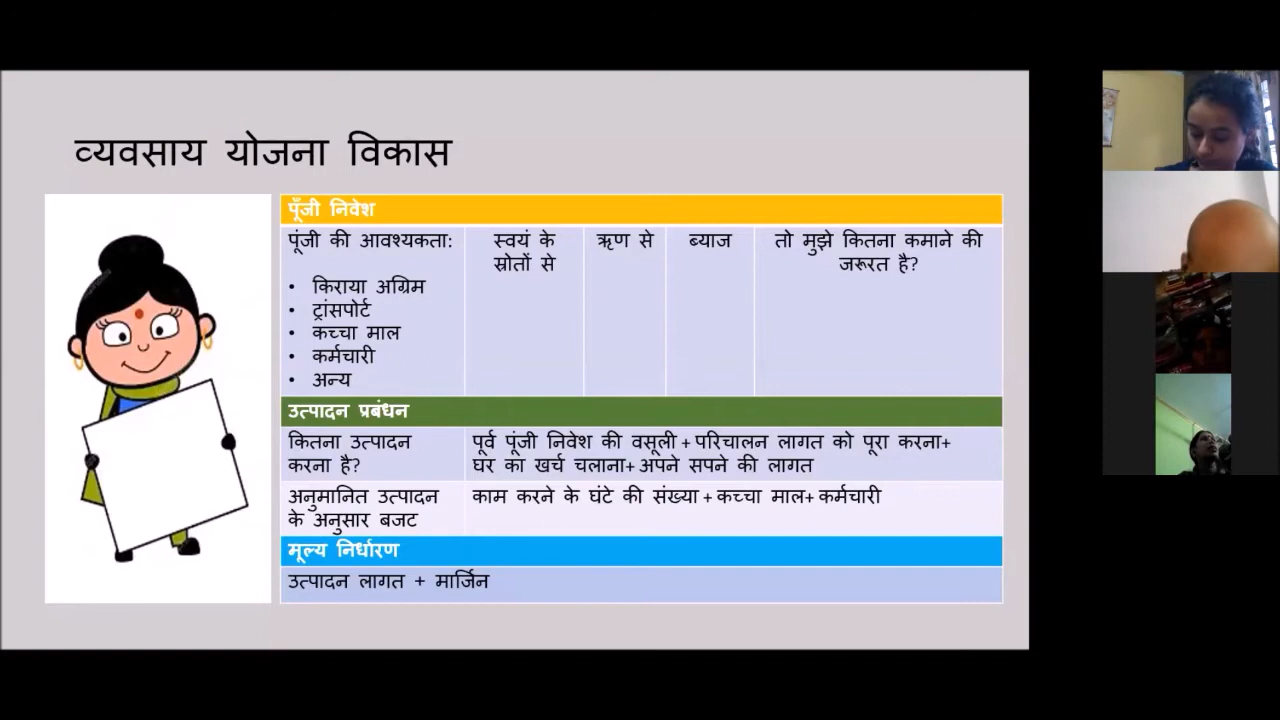 व्यवसाय योजना विकास
पूँजी निवेश
पूंजी की आवश्यकता:
• किराया अग्रिम
• ट्रांसपोर्ट
• कच्चा माल
• कर्मचारी
• अन्य
स्वयं के
स्रोतों से
ऋण से
ब्याज
तो मुझे कितना कमाने की
जरूरत है?
उत्पादन प्रबंधन
कितना उत्पादन
करना है?
पूर्व पूंजी निवेश की वसूली + परिचालन लागत को पूरा करना+
घर का खर्च चलाना+ अपने सपने की लागत
अनुमानित उत्पादन
के अनुसार बजट
काम करने के घंटे की संख्या + कच्चा माल+ कर्मचारी
मूल्य निर्धारण
उत्पादन लागत + मार्जिन